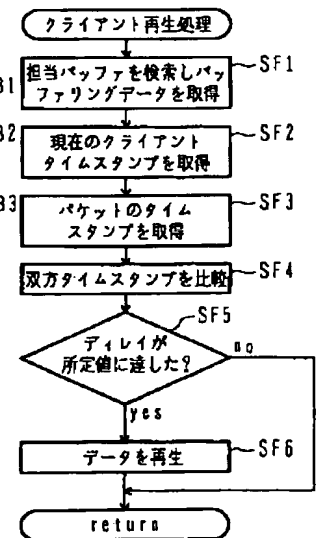 クライアント再生処理
担当バッファを検索しバッ
ファリングデータを取得
SF1
現在のクライアント
タイムスタンプを取得
SF2
パケットのタイム
スタンプを取得
SF3
双方タイムスタンプを比較
SF4
SF5
ディレイが
所定値に達した?
no
yes
データを再生
SF6
return